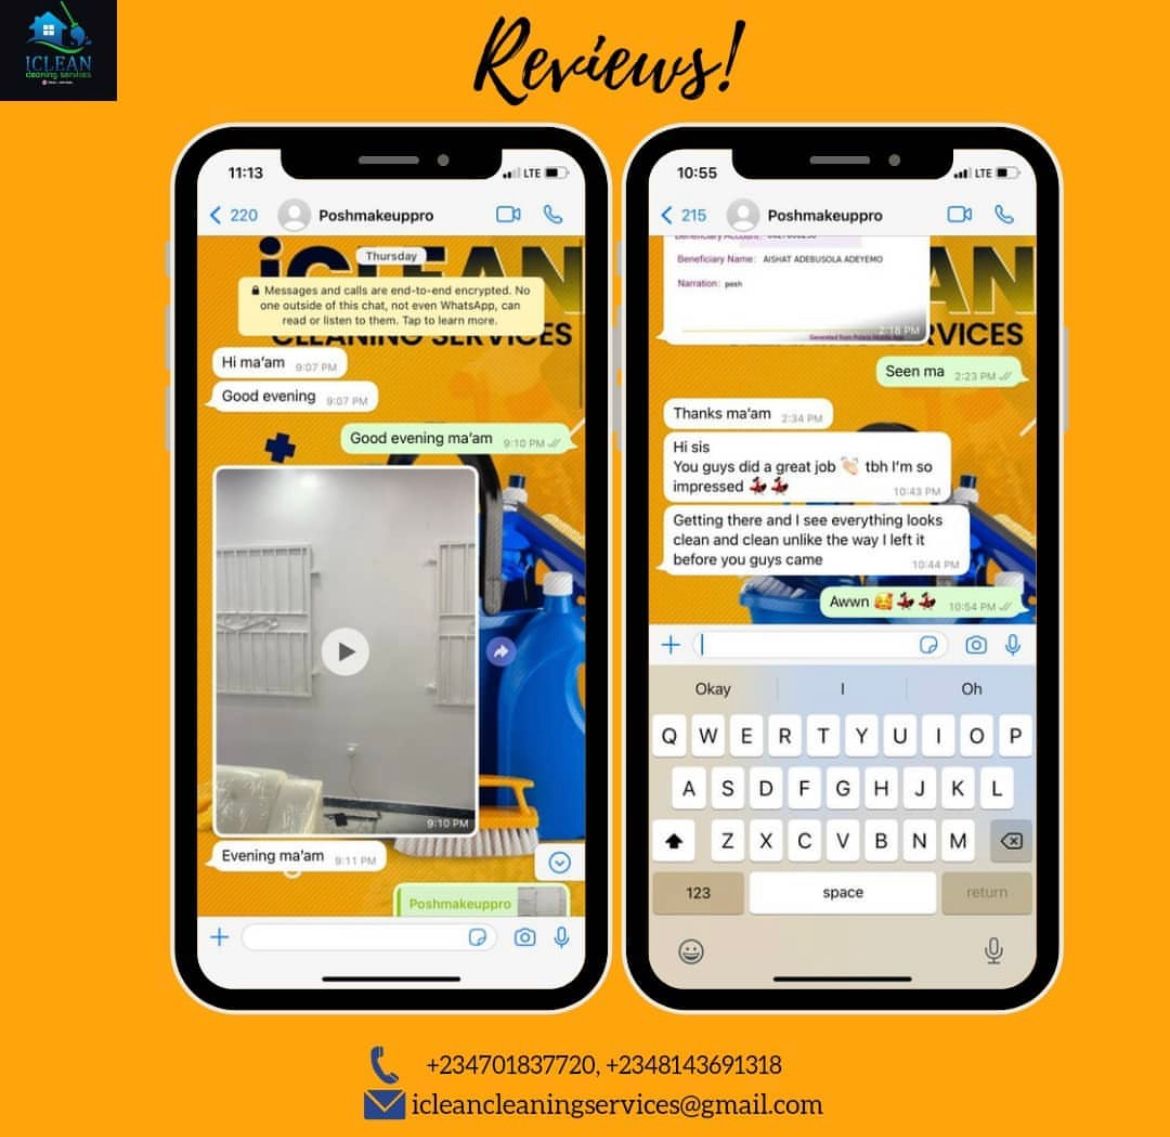 ICLEAN
cleaning services
Reviews!
11:13
LTE
220
Poshmakeuppro
iCLEAN
Thursday
Messages and calls are end-to-end encrypted. No
one outside of this chat, not even WhatsApp, can
read or listen to them. Tap to learn more.
CLEANING SERVICES
Hi ma'am 9:07 PM
Good evening 9:07 PM
Good evening ma'am 9:10 PM
9:10 PM
Evening ma'am 9:11 PM
Poshmakeuppro
10:55
LTE
215
Poshmakeuppro
Beneficiary Account:
Beneficiary Name: AISHAT ADEBUSOLA ADEYEMO
AN
Narration: posh
2:18 PM
RVICES
Seen ma 2:23 PM
Thanks ma'am 2:34 PM
Hi sis
You guys did a great job 👏🏻 tbh I'm so
impressed 💃 💃
10:43 PM
Getting there and I see everything looks
clean and clean unlike the way I left it
before you guys came 10:44 PM
Awwn 🥰 💃 💃 10:54 PM
Okay I Oh
Q W E R T Y U I O P
A S D F G H J K L
Z X C V B N M
123 space return
+234701837720, +2348143691318
icleancleaningservices@gmail.com